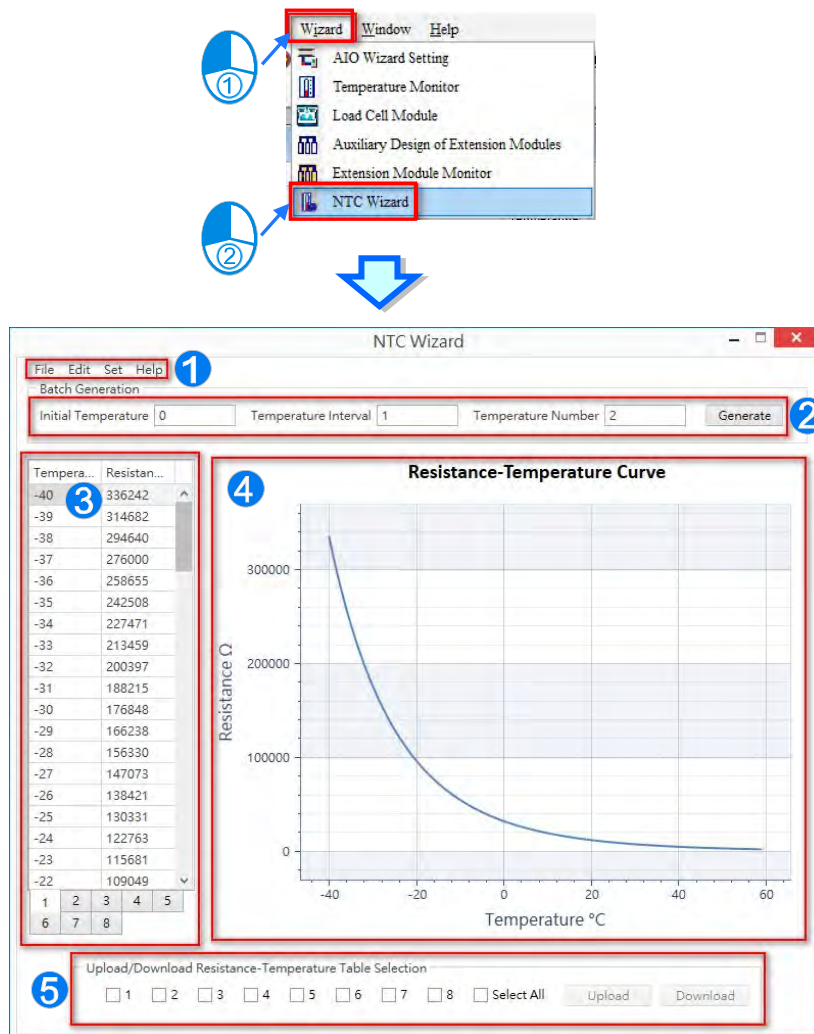 Wizard Window Help
①
AIO Wizard Setting
Temperature Monitor
Load Cell Module
Auxiliary Design of Extension Modules
Extension Module Monitor
NTC Wizard
②
NTC Wizard
File Edit Set Help 1
Batch Generation
Initial Temperature 0 Temperature Interval 1 Temperature Number 2 Generate 2
Tempera... Resistan...
3
-40 336242
-39 314682
-38 294640
-37 276000
-36 258655
-35 242508
-34 227471
-33 213459
-32 200397
-31 188215
-30 176848
-29 166238
-28 156330
-27 147073
-26 138421
-25 130331
-24 122763
-23 115681
-22 109049
1 2 3 4 5
6 7 8
4
Resistance-Temperature Curve
Resistance Ω
300000
200000
100000
0
-40 -20 0 20 40 60
Temperature °C
5
Upload/Download Resistance-Temperature Table Selection
1 2 3 4 5 6 7 8 Select All Upload Download